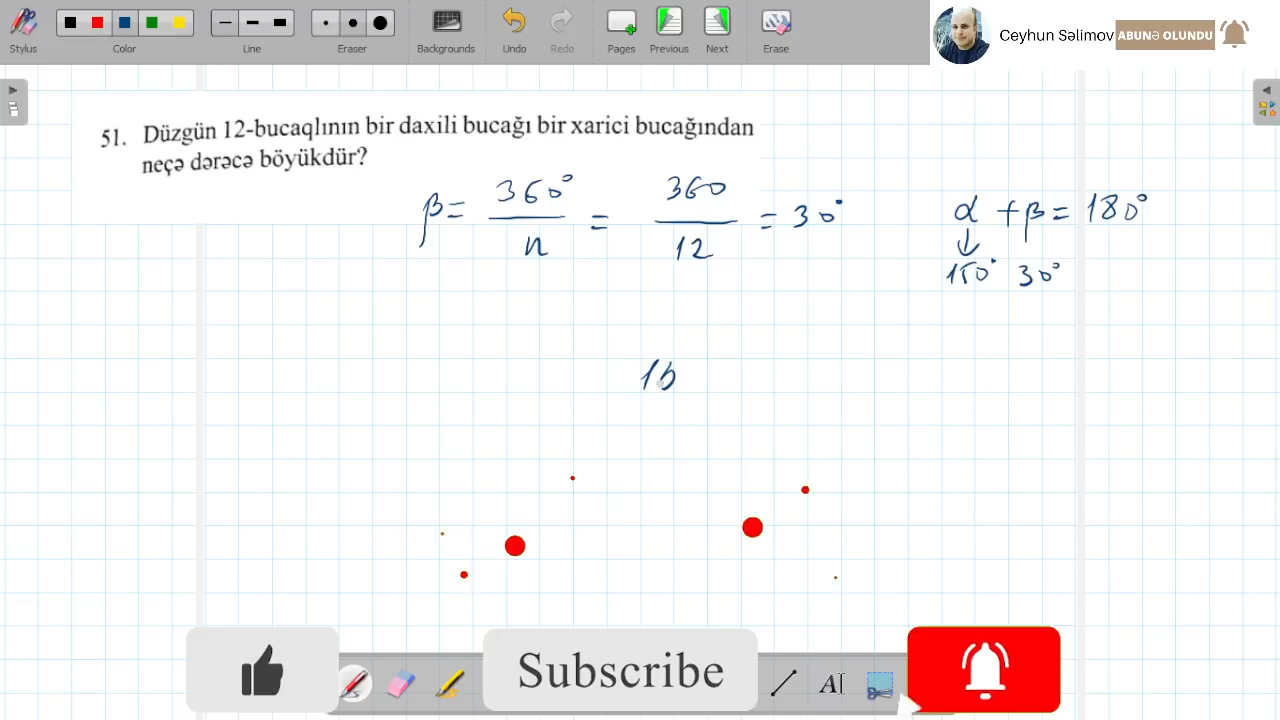 Stylus
Color
Line
Eraser
Backgrounds
Undo
Redo
Pages
Previous
Next
Erase
Ceyhun Səlimov
ABUNƏ OLUNDU
51. Düzgün 12-bucaqlının bir daxili bucağı bir xarici bucağından
neçə dərəcə böyükdür?
β = 360° / n = 360 / 12 = 30°
α + β = 180°
↓
150° 30°
Subscribe
AI